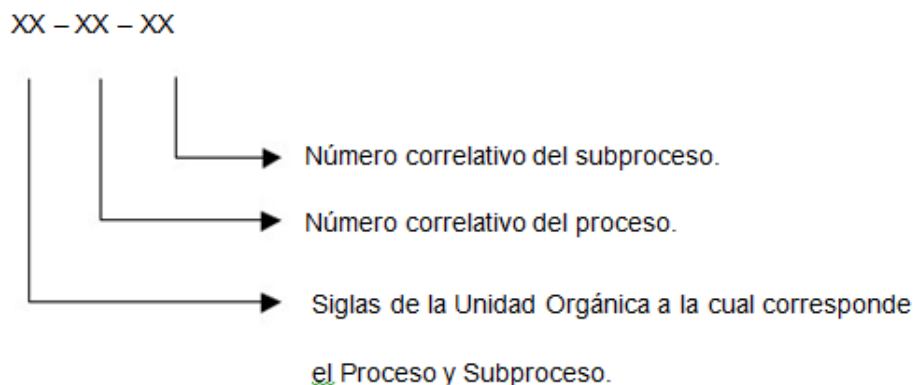 XX – XX – XX
Número correlativo del subproceso.
Número correlativo del proceso.
Siglas de la Unidad Orgánica a la cual corresponde
el Proceso y Subproceso.